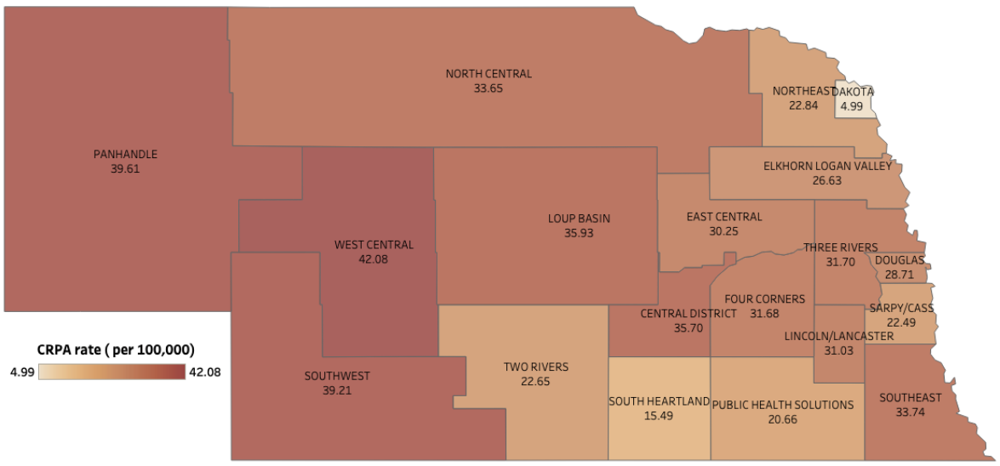 NORTH CENTRAL
33.65
NORTHEAST
22.84
DAKOTA
4.99
PANHANDLE
39.61
ELKHORN LOGAN VALLEY
26.63
LOUP BASIN
35.93
EAST CENTRAL
30.25
WEST CENTRAL
42.08
THREE RIVERS
31.70
DOUGLAS
28.71
FOUR CORNERS
31.68
SARPY/CASS
22.49
CENTRAL DISTRICT
35.70
LINCOLN/LANCASTER
31.03
CRPA rate ( per 100,000)
4.99
42.08
SOUTHWEST
39.21
TWO RIVERS
22.65
SOUTH HEARTLAND
15.49
PUBLIC HEALTH SOLUTIONS
20.66
SOUTHEAST
33.74